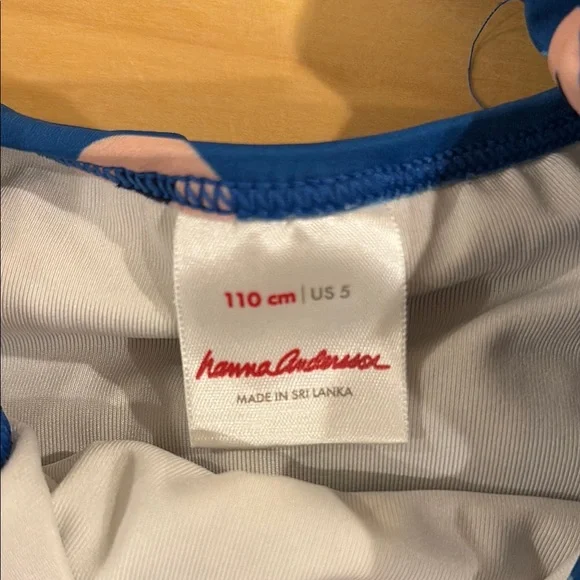 110 cm | US 5
hanna Andersson
MADE IN SRI LANKA